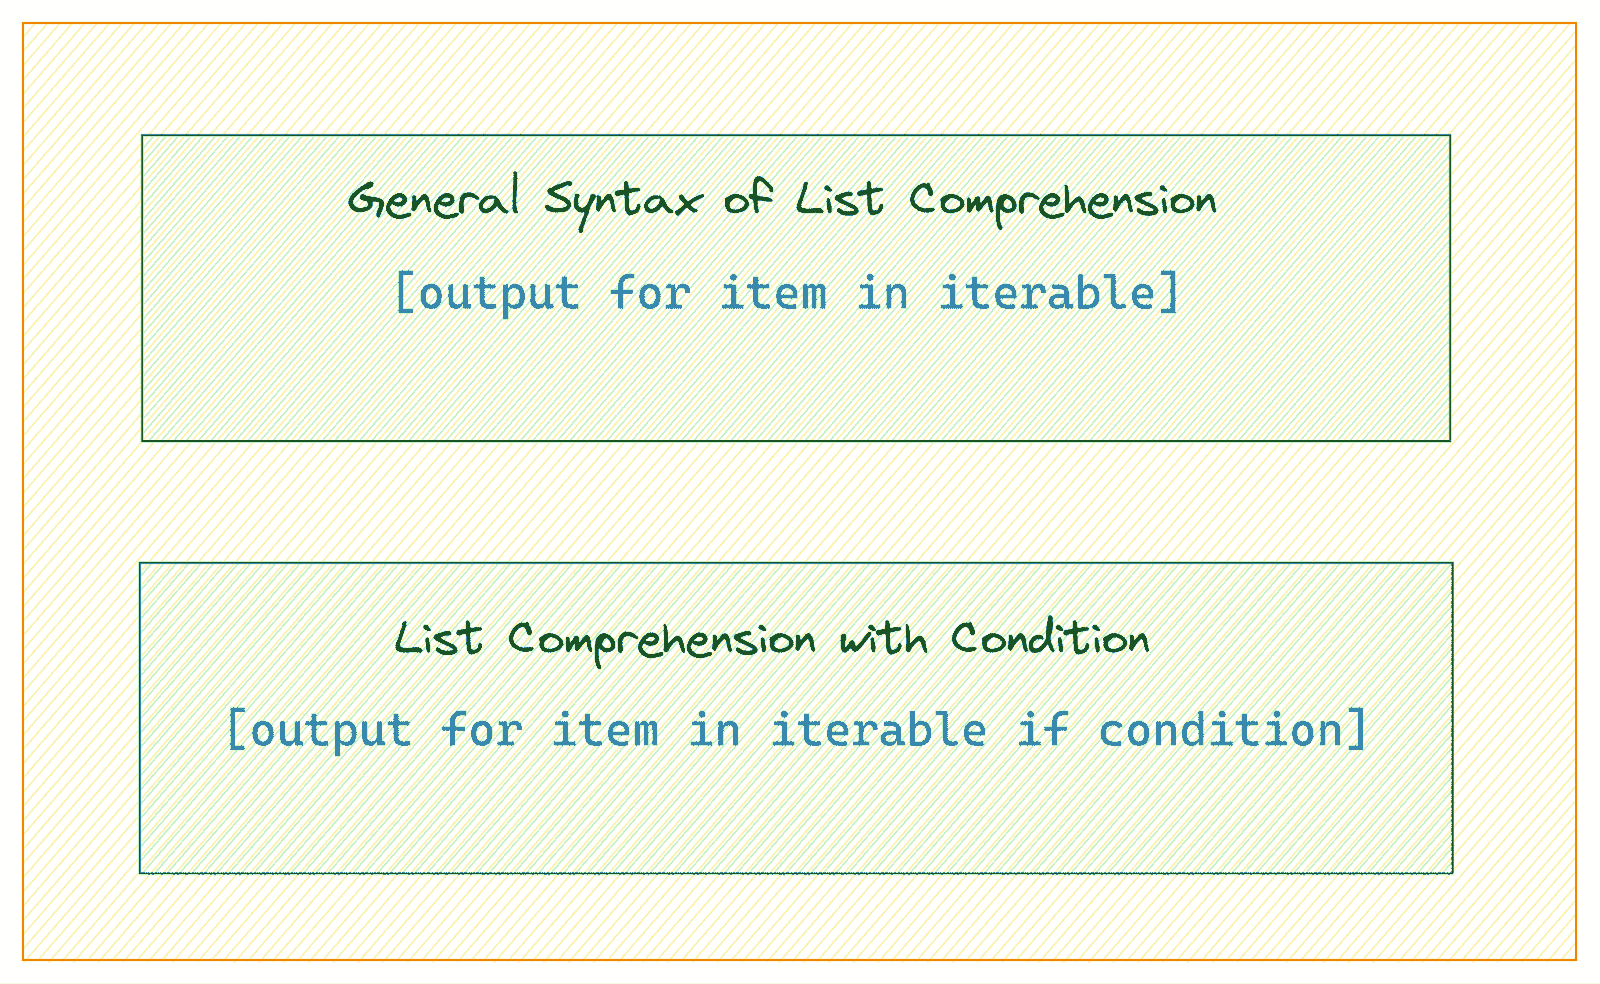 General Syntax of List Comprehension
[output for item in iterable]
List Comprehension with Condition
[output for item in iterable if condition]